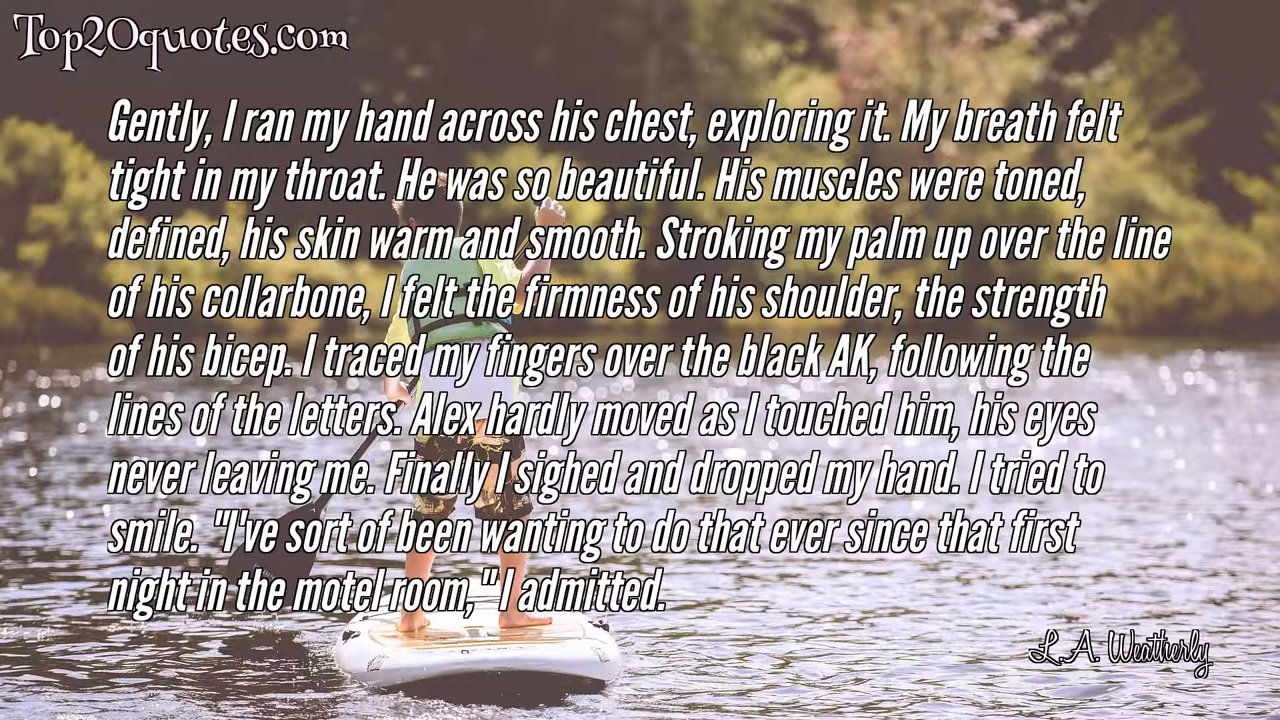 Top20quotes.com
Gently, I ran my hand across his chest, exploring it. My breath felt
tight in my throat. He was so beautiful. His muscles were toned,
defined, his skin warm and smooth. Stroking my palm up over the line
of his collarbone, I felt the firmness of his shoulder, the strength
of his bicep. I traced my fingers over the black AK, following the
lines of the letters. Alex hardly moved as I touched him, his eyes
never leaving me. Finally I sighed and dropped my hand. I tried to
smile. "I've sort of been wanting to do that ever since that first
night in the motel room," I admitted.
L.A. Weatherly